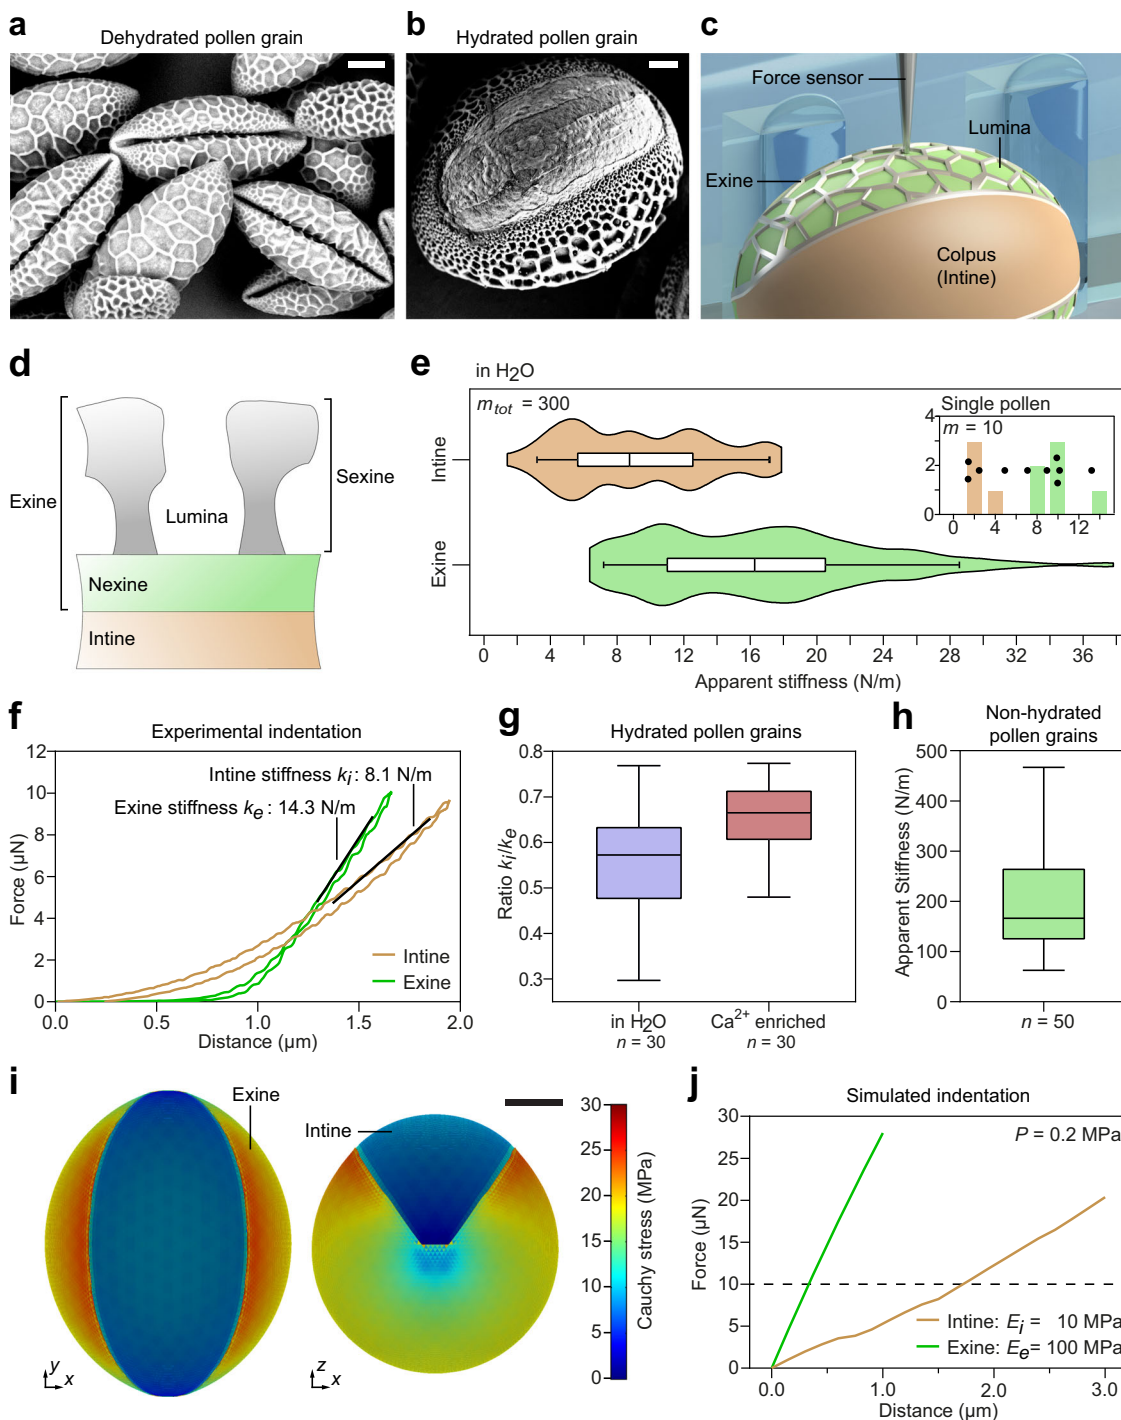 a
Dehydrated pollen grain
b
Hydrated pollen grain
c
Force sensor
Lumina
Exine
Colpus
(Intine)
d
Exine
Lumina
Sexine
Nexine
Intine
e
in H2O
m_tot = 300
Intine
Exine
Single pollen
m = 10
4
2
0
0 4 8 12
0 4 8 12 16 20 24 28 32 36
Apparent stiffness (N/m)
f
Experimental indentation
Intine stiffness ki: 8.1 N/m
Exine stiffness ke: 14.3 N/m
Force (µN)
12
10
8
6
4
2
0
Intine
Exine
0.0 0.5 1.0 1.5 2.0
Distance (µm)
g
Hydrated pollen grains
Ratio ki/ke
0.8
0.7
0.6
0.5
0.4
0.3
in H2O
n = 30
Ca2+ enriched
n = 30
h
Non-hydrated
pollen grains
Apparent Stiffness (N/m)
500
400
300
200
100
0
n = 50
i
Exine
y
x
Intine
z
x
30
25
20
15
10
5
0
Cauchy stress (MPa)
j
Simulated indentation
P = 0.2 MPa
Force (µN)
30
25
20
15
10
5
0
Intine: Ei = 10 MPa
Exine: Ee = 100 MPa
0.0 1.0 2.0 3.0
Distance (µm)